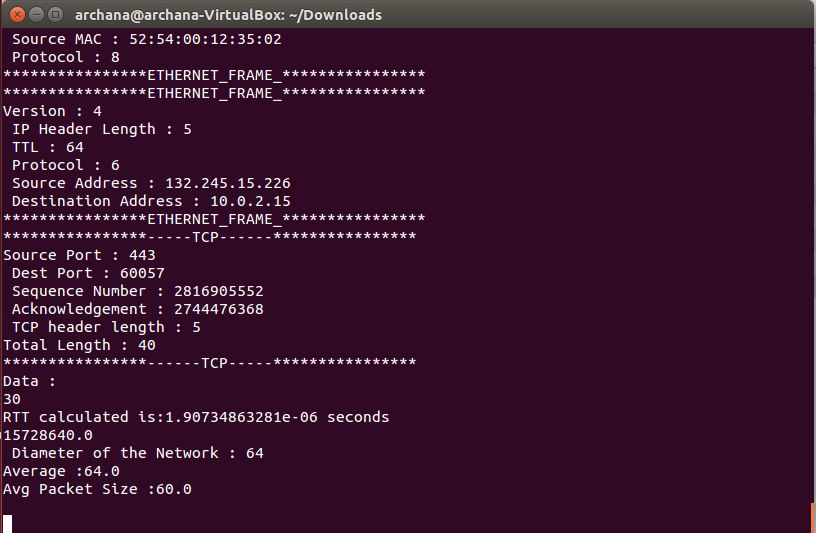 archana@archana-VirtualBox: ~/Downloads
Source MAC : 52:54:00:12:35:02
Protocol : 8
****************ETHERNET_FRAME_****************
****************ETHERNET_FRAME_****************
Version : 4
IP Header Length : 5
TTL : 64
Protocol : 6
Source Address : 132.245.15.226
Destination Address : 10.0.2.15
****************ETHERNET_FRAME_****************
****************-----TCP------****************
Source Port : 443
Dest Port : 60057
Sequence Number : 2816905552
Acknowledgement : 2744476368
TCP header length : 5
Total Length : 40
****************------TCP-----****************
Data :
30
RTT calculated is:1.90734863281e-06 seconds
15728640.0
Diameter of the Network : 64
Average :64.0
Avg Packet Size :60.0